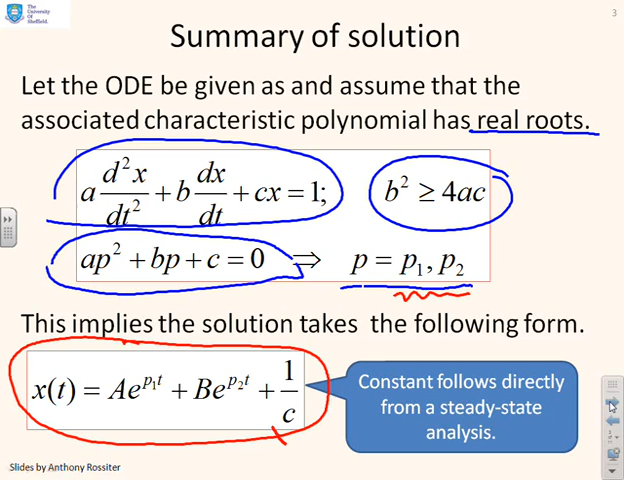 The
University
Of
Sheffield.
3
Summary of solution
Let the ODE be given as and assume that the
associated characteristic polynomial has real roots.
a d²x/dt² + b dx/dt + cx = 1;   b² ≥ 4ac
ap² + bp + c = 0 ⇒ p = p₁, p₂
This implies the solution takes the following form.
x(t) = Ae^{p₁t} + Be^{p₂t} + 1/c
Constant follows directly
from a steady-state
analysis.
Slides by Anthony Rossiter